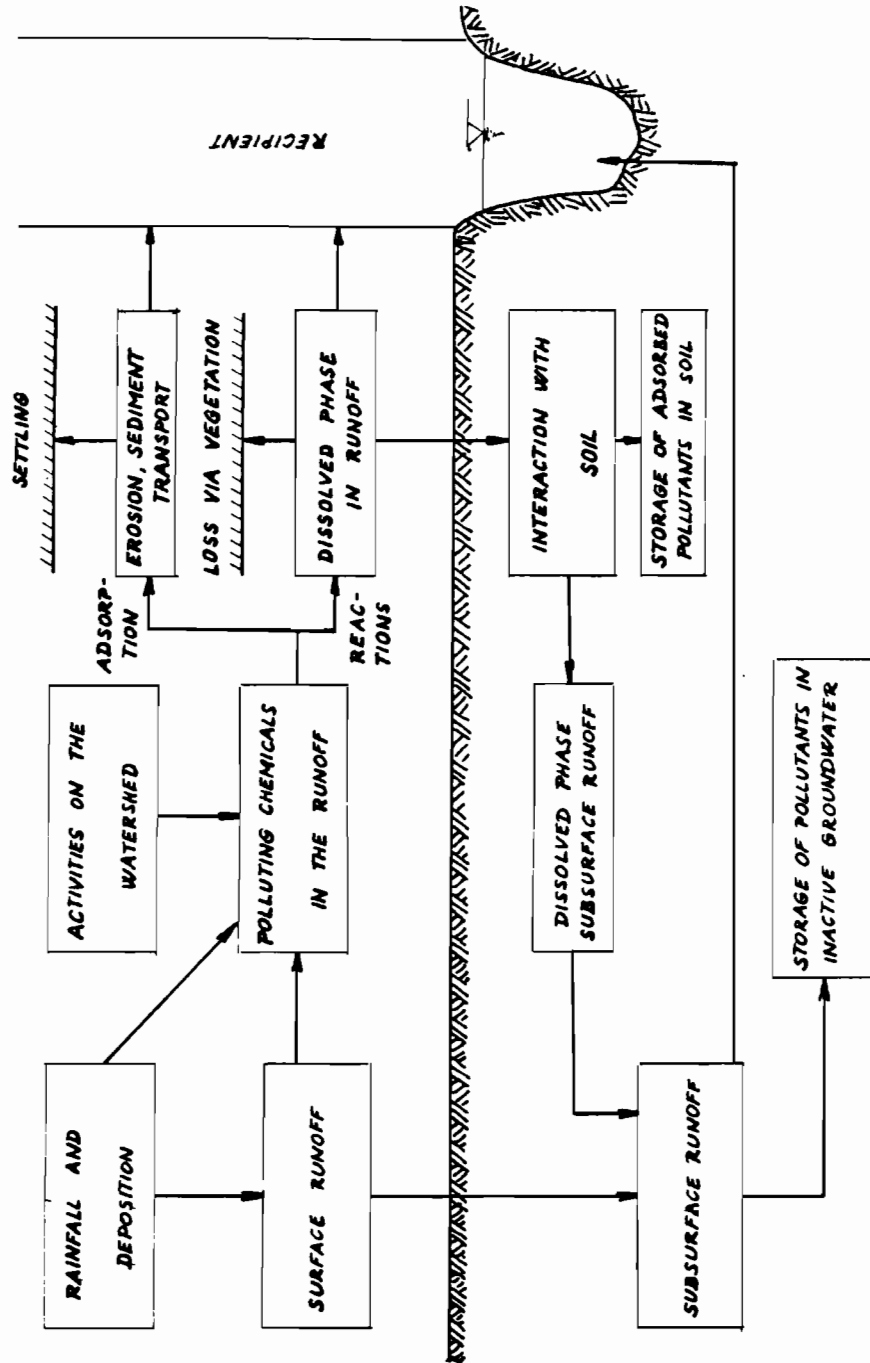 RAINFALL AND
DEPOSITION
SURFACE RUNOFF
ACTIVITIES ON THE
WATERSHED
POLLUTING CHEMICALS
IN THE RUNOFF
ADSORP-
TION
REAC-
TIONS
SETTLING
EROSION, SEDIMENT
TRANSPORT
LOSS VIA VEGETATION
DISSOLVED PHASE
IN RUNOFF
RECIPIENT
INTERACTION WITH
SOIL
STORAGE OF ADSORBED
POLLUTANTS IN SOIL
DISSOLVED PHASE
SUBSURFACE RUNOFF
SUBSURFACE RUNOFF
STORAGE OF POLLUTANTS IN
INACTIVE GROUNDWATER